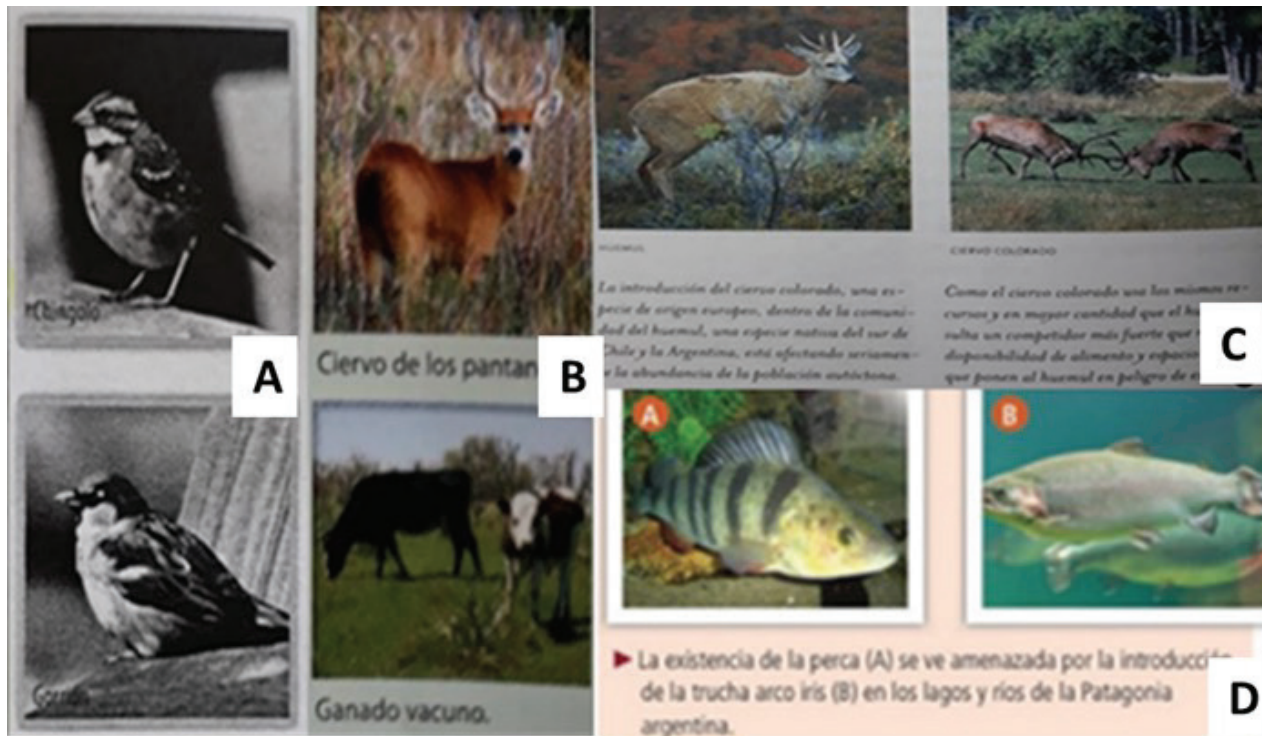 Chingolo
A
Gorrión
Ciervo de los
B
Ganado vacuno.
HUEMUL
La introducción del ciervo colorado, una es-
pecie de origen europeo, dentro de la comuni-
dad del huemul, una especie nativa del sur de
Chile y la Argentina, está afectando seriamen-
e la abundancia de la población autóctona.
CIERVO COLORADO
Como el ciervo colorado usa los mismos re-
cursos y en mayor cantidad que el
sulta un competidor más fuerte que
disponibilidad de alimento y espacio
que ponen al huemul en peligro de
C
A
B
► La existencia de la perca (A) se ve amenazada por la introducción
de la trucha arco iris (B) en los lagos y ríos de la Patagonia
argentina.
D